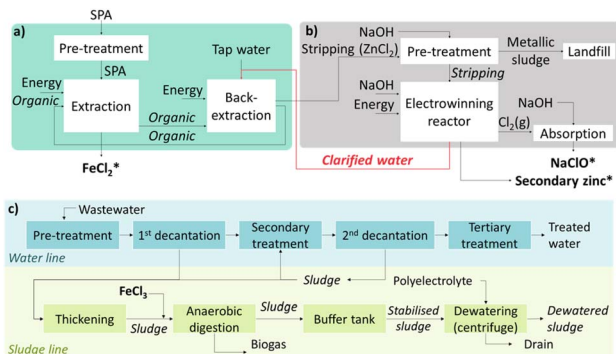 a)
SPA
Pre-treatment
SPA
Energy
Organic
Extraction
FeCl2*
Tap water
Energy
Back-
extraction
Organic
Organic
Clarified water
b)
NaOH
Stripping (ZnCl2)
Pre-treatment
Metallic
sludge
Landfill
Stripping
NaOH
Energy
Electrowinning
reactor
NaOH
Cl2(g)
Absorption
NaClO*
Secondary zinc*
c)
Wastewater
Pre-treatment
1st decantation
Secondary
treatment
2nd decantation
Tertiary
treatment
Treated
water
Water line
Sludge
Polyelectrolyte
FeCl3
Thickening
Sludge
Anaerobic
digestion
Sludge
Buffer tank
Stabilised
sludge
Dewatering
(centrifuge)
Dewatered
sludge
Biogas
Drain
Sludge line